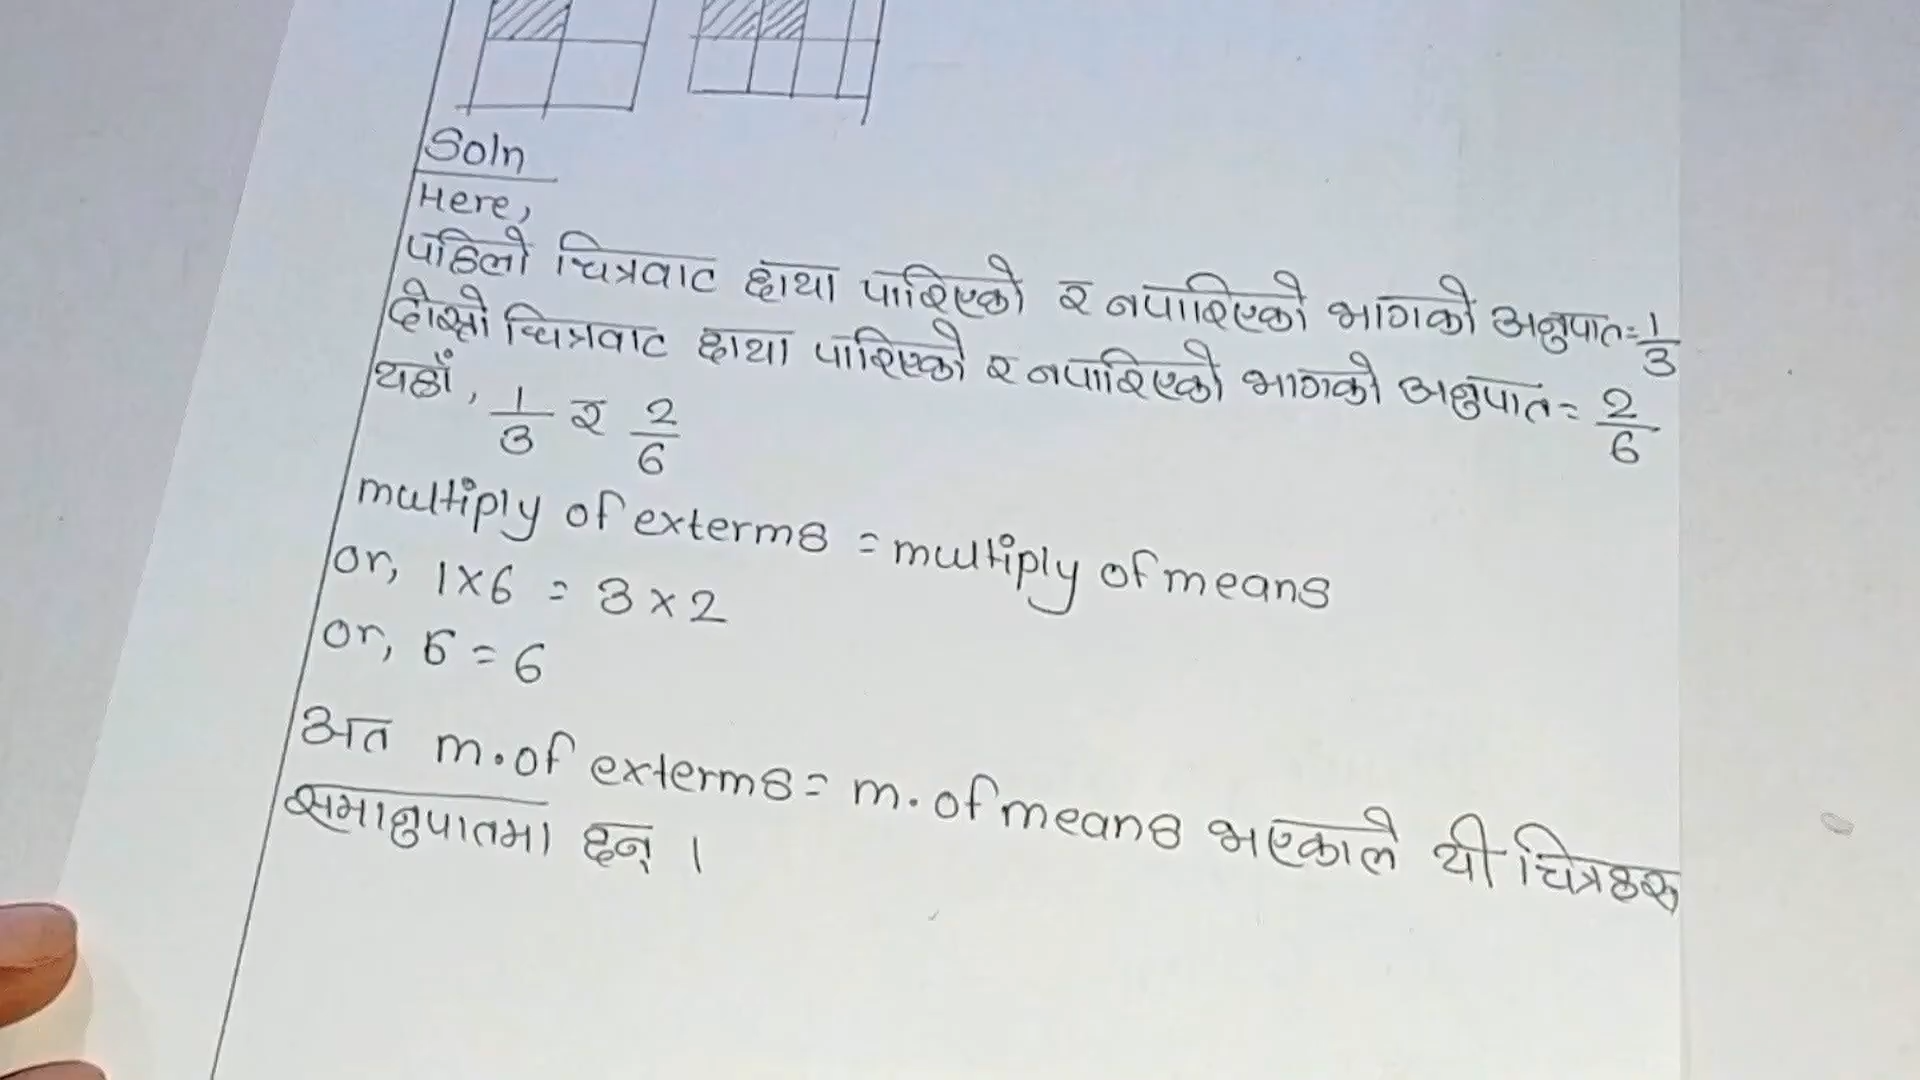 Soln
Here,
पहिलो चित्रवाट छाया पारिएको र नपारिएको भागको अनुपात=1/3
दोस्रो चित्रवाट छाया पारिएको र नपारिएको भागको अनुपात= 2/6
यहाँ, 1/3 र 2/6
multiply of exterms = multiply of means
or, 1×6 = 3×2
or, 6 = 6
अत m. of exterms = m. of means भएकाले यी चित्रहरू
समानुपातमा छन् ।